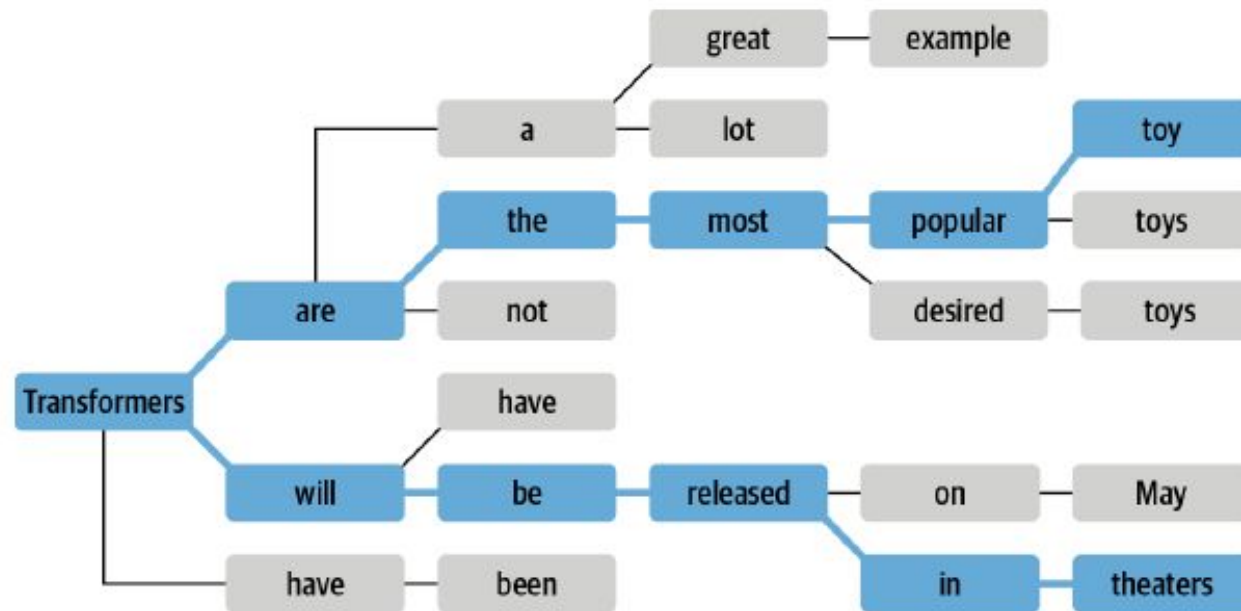 great example
a lot toy
the most popular toys
are not desired toys
Transformers have
will be released on May
have been in theaters